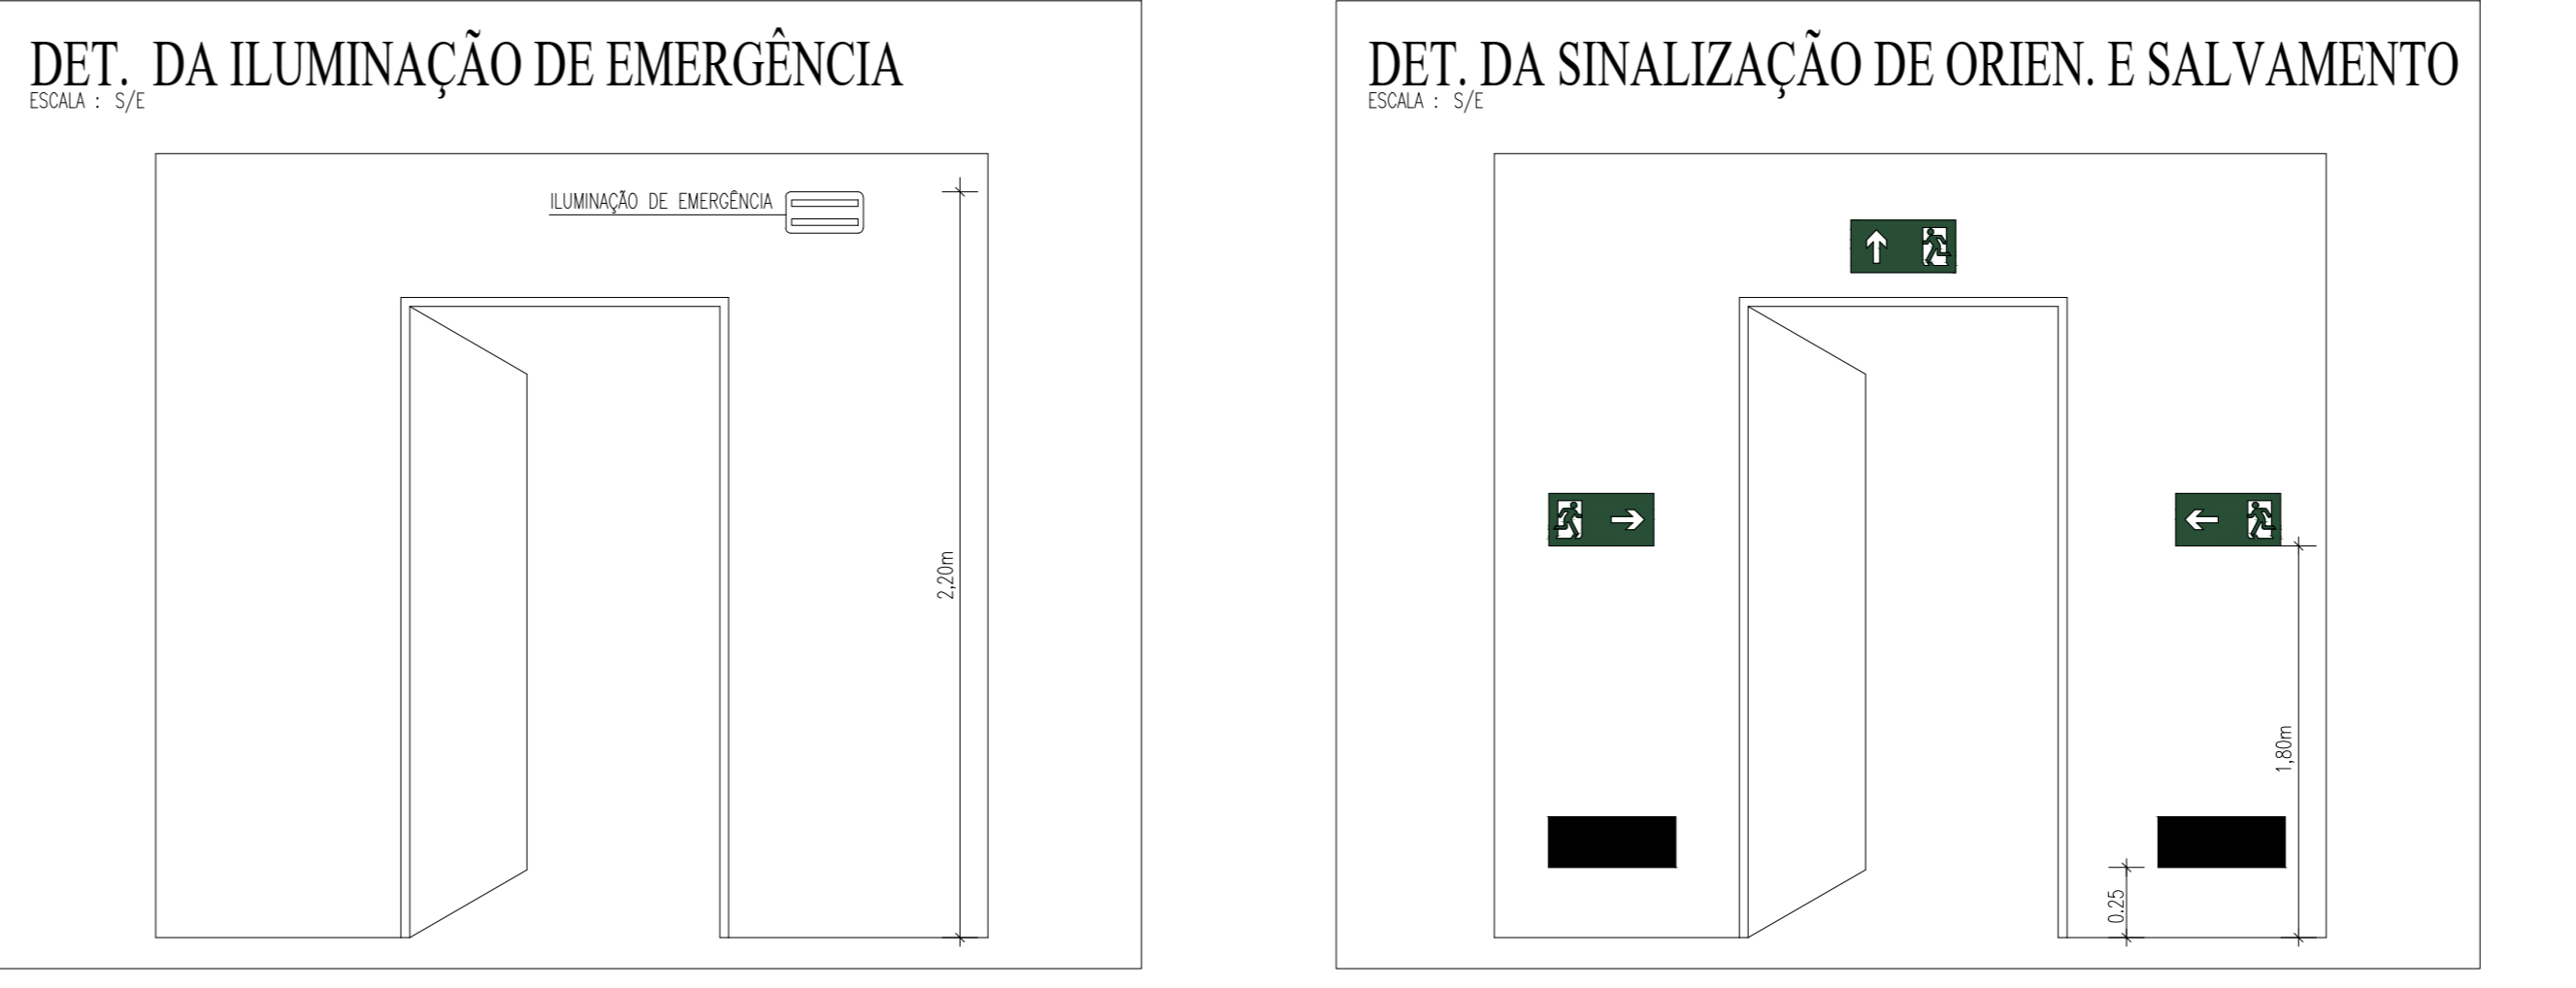 DET. DA ILUMINAÇÃO DE EMERGÊNCIA
ESCALA : S/E
ILUMINAÇÃO DE EMERGÊNCIA
2,20m
DET. DA SINALIZAÇÃO DE ORIEN. E SALVAMENTO
ESCALA : S/E
1,80m
0.25